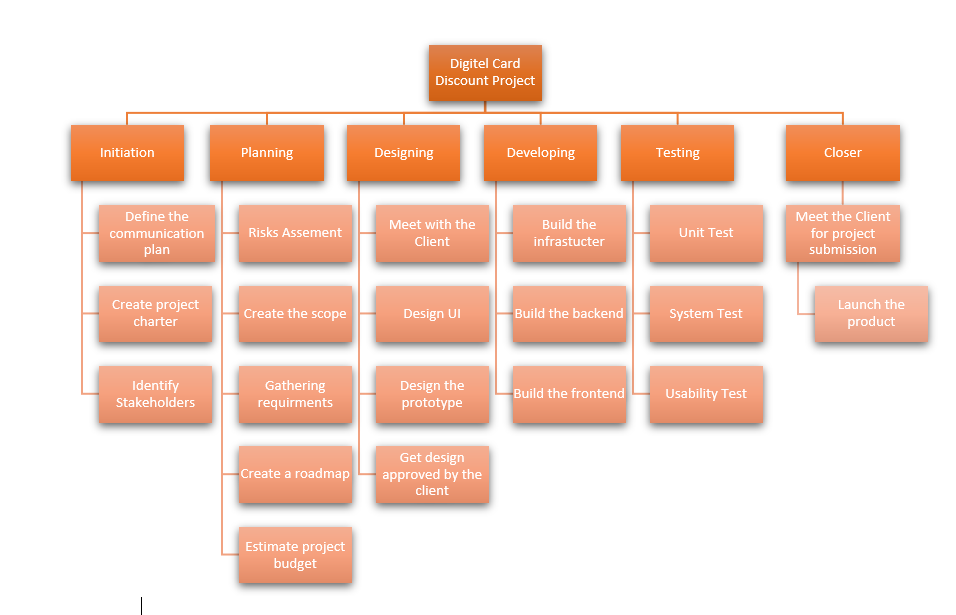 Digitel Card
Discount Project
Initiation
Planning
Designing
Developing
Testing
Closer
Define the
communication
plan
Create project
charter
Identify
Stakeholders
Risks Assement
Create the scope
Gathering
requirments
Create a roadmap
Estimate project
budget
Meet with the
Client
Design UI
Design the
prototype
Get design
approved by the
client
Build the
infrastucter
Build the backend
Build the frontend
Unit Test
System Test
Usability Test
Meet the Client
for project
submission
Launch the
product